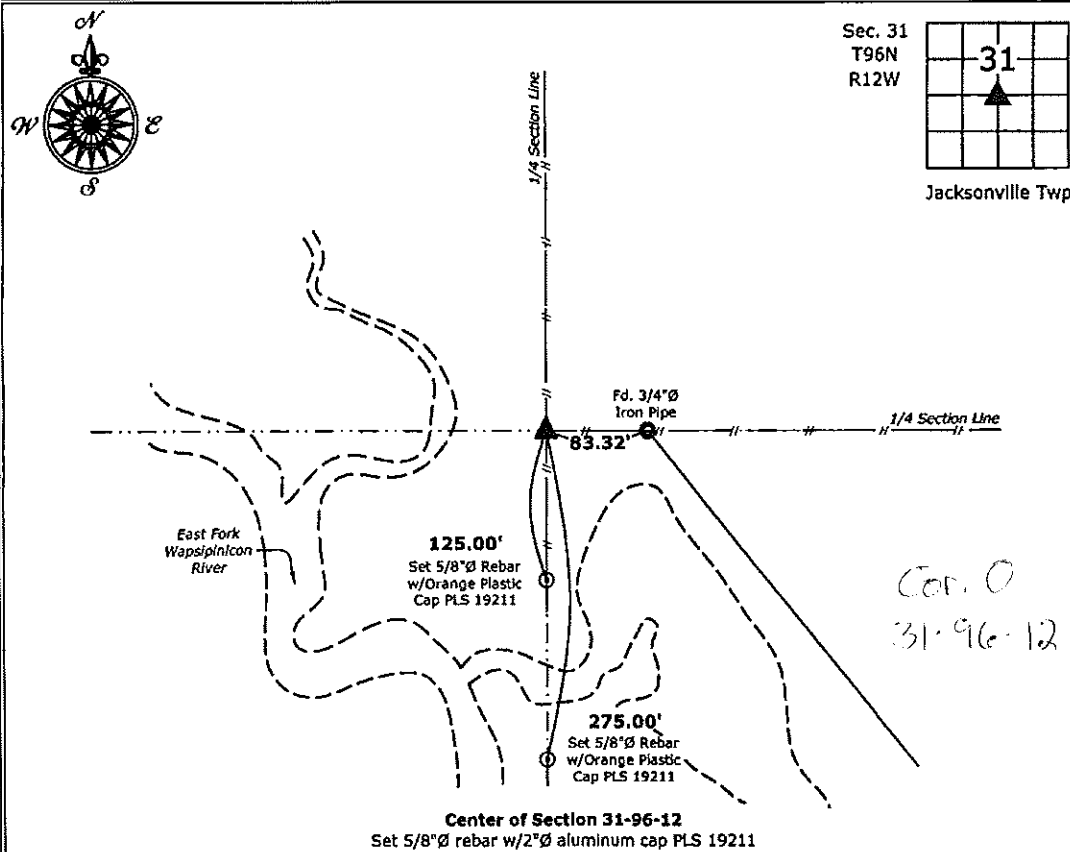 N
W
E
S
Sec. 31
T96N
R12W
31
Jacksonville Twp
1/4 Section Line
Fd. 3/4"Ø
Iron Pipe
1/4 Section Line
83.32'
East Fork
Wapsipinicon
River
125.00'
Set 5/8"Ø Rebar
w/Orange Plastic
Cap PLS 19211
Cor. O
31-96-12
275.00'
Set 5/8"Ø Rebar
w/Orange Plastic
Cap PLS 19211
Center of Section 31-96-12
Set 5/8"Ø rebar w/2"Ø aluminum cap PLS 19211